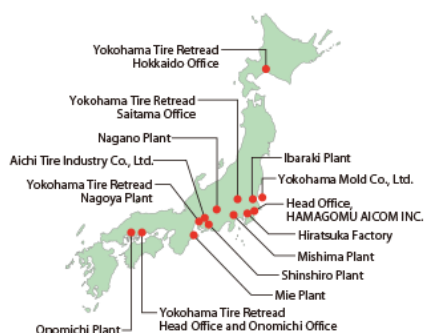 Yokohama Tire Retread
Hokkaido Office
Yokohama Tire Retread
Saitama Office
Nagano Plant
Aichi Tire Industry Co., Ltd.
Yokohama Tire Retread
Nagoya Plant
Ibaraki Plant
Yokohama Mold Co., Ltd.
Head Office,
HAMAGOMU AICOM INC.
Hiratsuka Factory
Mishima Plant
Shinshiro Plant
Mie Plant
Yokohama Tire Retread
Head Office and Onomichi Office
Onomichi Plant